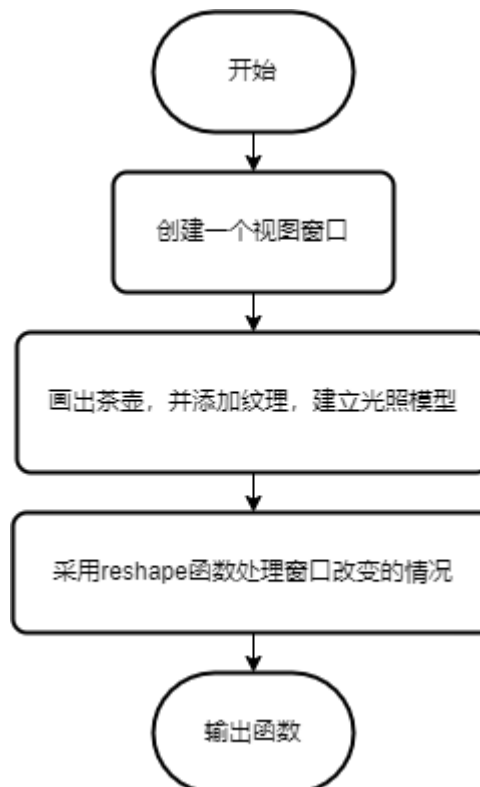 开始
创建一个视图窗口
画出茶壶，并添加纹理，建立光照模型
采用reshape函数处理窗口改变的情况
输出函数